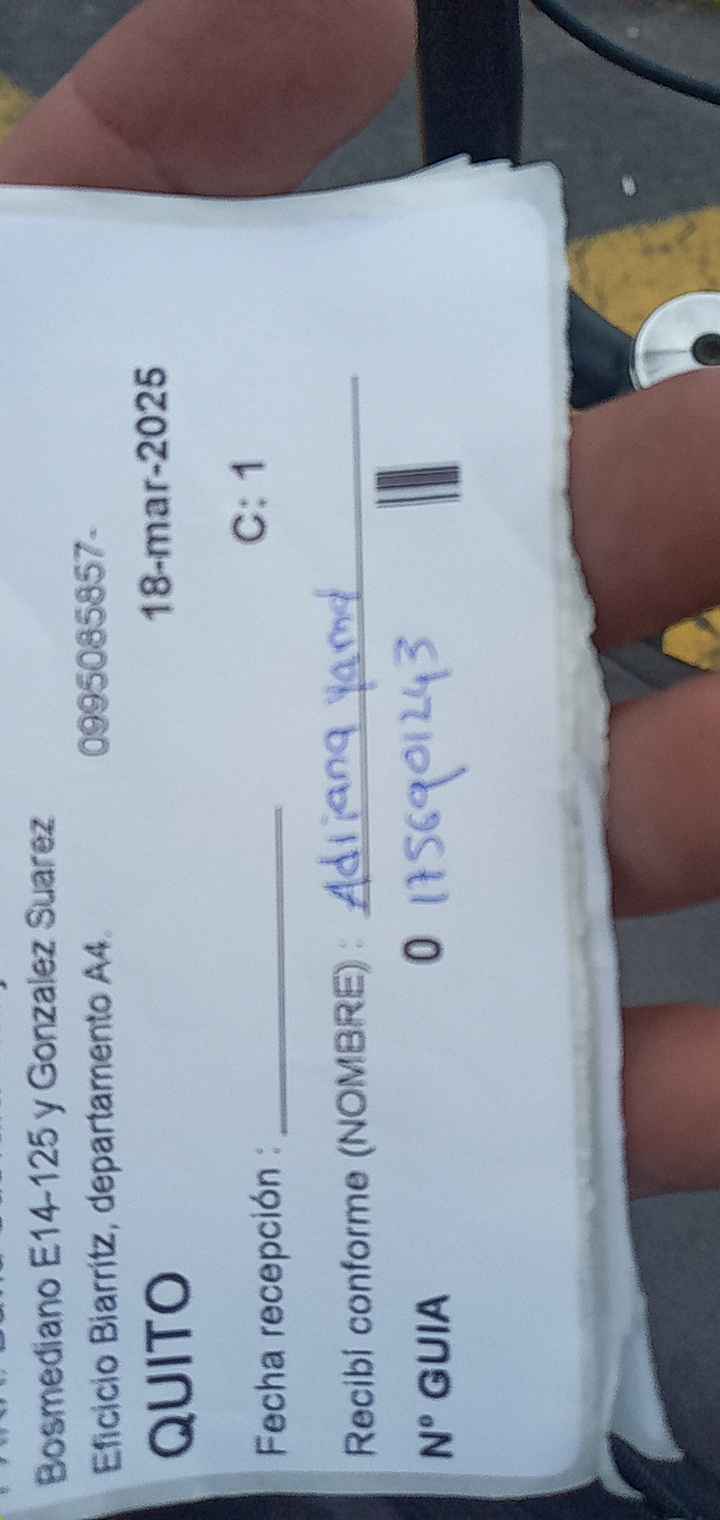 Bosmediano E14-125 y Gonzalez Suarez
Eficicio Biarritz, departamento A4. 0995085857-
QUITO 18-mar-2025
C: 1
Fecha recepción :
Recibí conforme (NOMBRE) : Adriana
N° GUIA 0 1756901243